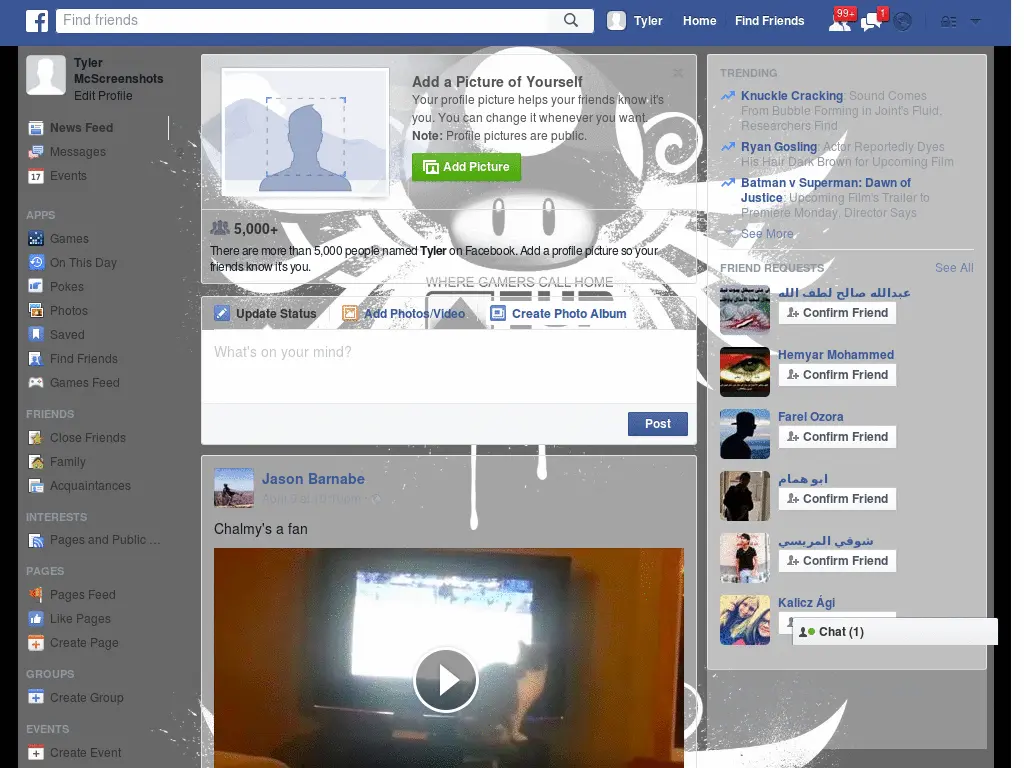 Find friends
Tyler
Home
Find Friends
99+
1
Tyler
McScreenshots
Edit Profile
News Feed
Messages
17
Events
APPS
Games
On This Day
Pokes
Photos
Saved
Find Friends
Games Feed
FRIENDS
Close Friends
Family
Acquaintances
INTERESTS
Pages and Public ...
PAGES
Pages Feed
Like Pages
Create Page
GROUPS
Create Group
EVENTS
Create Event
Add a Picture of Yourself
Your profile picture helps your friends know it's
you. You can change it whenever you want.
Note: Profile pictures are public.
Add Picture
5,000+
There are more than 5,000 people named Tyler on Facebook. Add a profile picture so your
friends know it's you.
WHERE GAMERS CALL HOME
Update Status
Add Photos/Video
Create Photo Album
What's on your mind?
Post
Jason Barnabe
Chalmy's a fan
TRENDING
Knuckle Cracking: Sound Comes
From Bubble Forming in Joint's Fluid,
Researchers Find
Ryan Gosling: Actor Reportedly Dyes
His Hair Dark Brown for Upcoming Film
Batman v Superman: Dawn of
Justice: Upcoming Film's Trailer to
Premiere Monday, Director Says
See More
FRIEND REQUESTS
See All
عبدالله صالح لطف الله
Confirm Friend
Hemyar Mohammed
Confirm Friend
Farel Ozora
Confirm Friend
ابو همام
Confirm Friend
شوقي المريسي
Confirm Friend
Kalicz Ági
Chat (1)